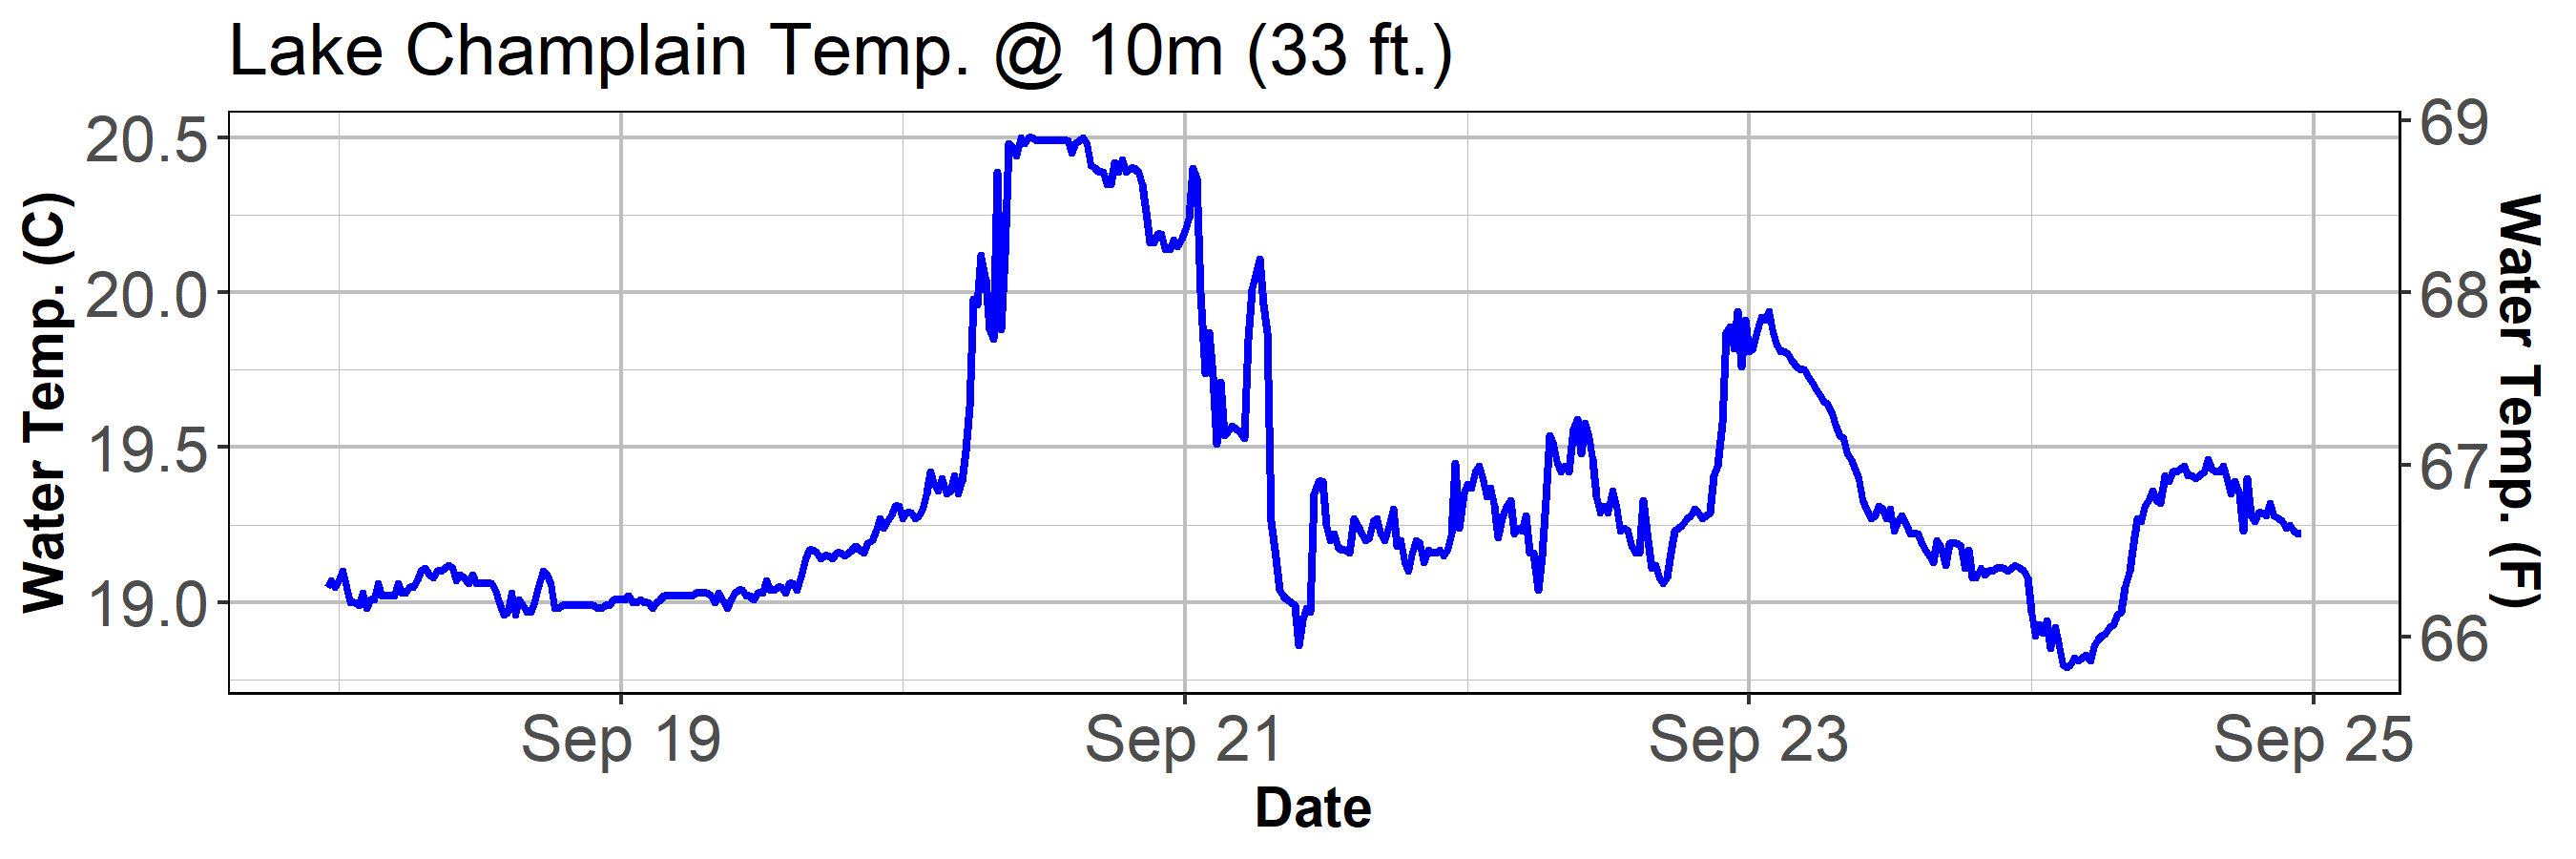 Lake Champlain Temp. @ 10m (33 ft.)
Water Temp. (C)
20.5
20.0
19.5
19.0
69
68
67
66
Water Temp. (F)
Sep 19
Sep 21
Sep 23
Sep 25
Date